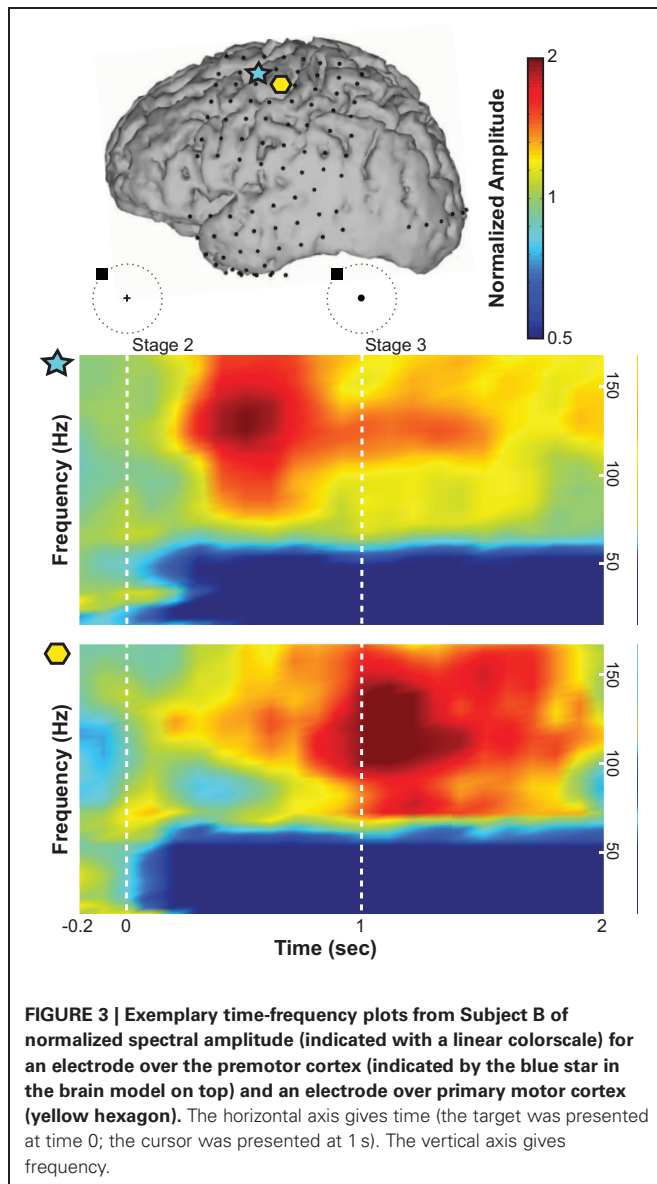 2
1
0.5
Normalized Amplitude
Stage 2
Stage 3
Frequency (Hz)
150
100
50
Frequency (Hz)
150
100
50
-0.2
0
1
2
Time (sec)
FIGURE 3 | Exemplary time-frequency plots from Subject B of
normalized spectral amplitude (indicated with a linear colorscale) for
an electrode over the premotor cortex (indicated by the blue star in
the brain model on top) and an electrode over primary motor cortex
(yellow hexagon). The horizontal axis gives time (the target was presented
at time 0; the cursor was presented at 1 s). The vertical axis gives
frequency.